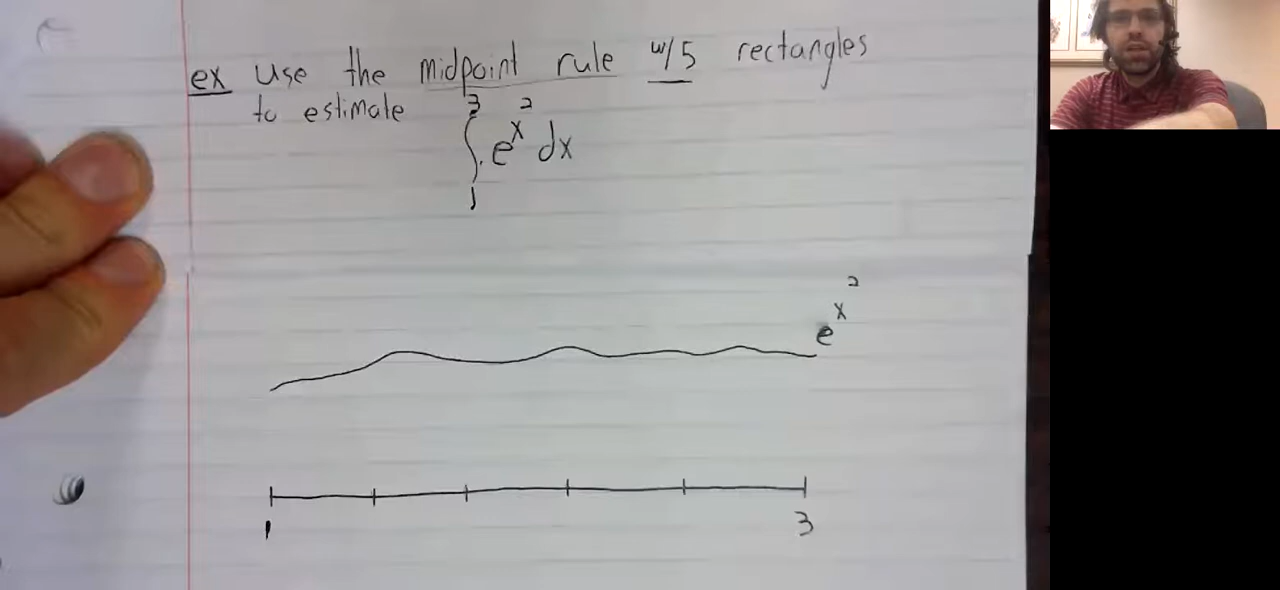 ex use the midpoint rule w/5 rectangles
to estimate ∫₁³ e^x² dx
e^x²
1 3